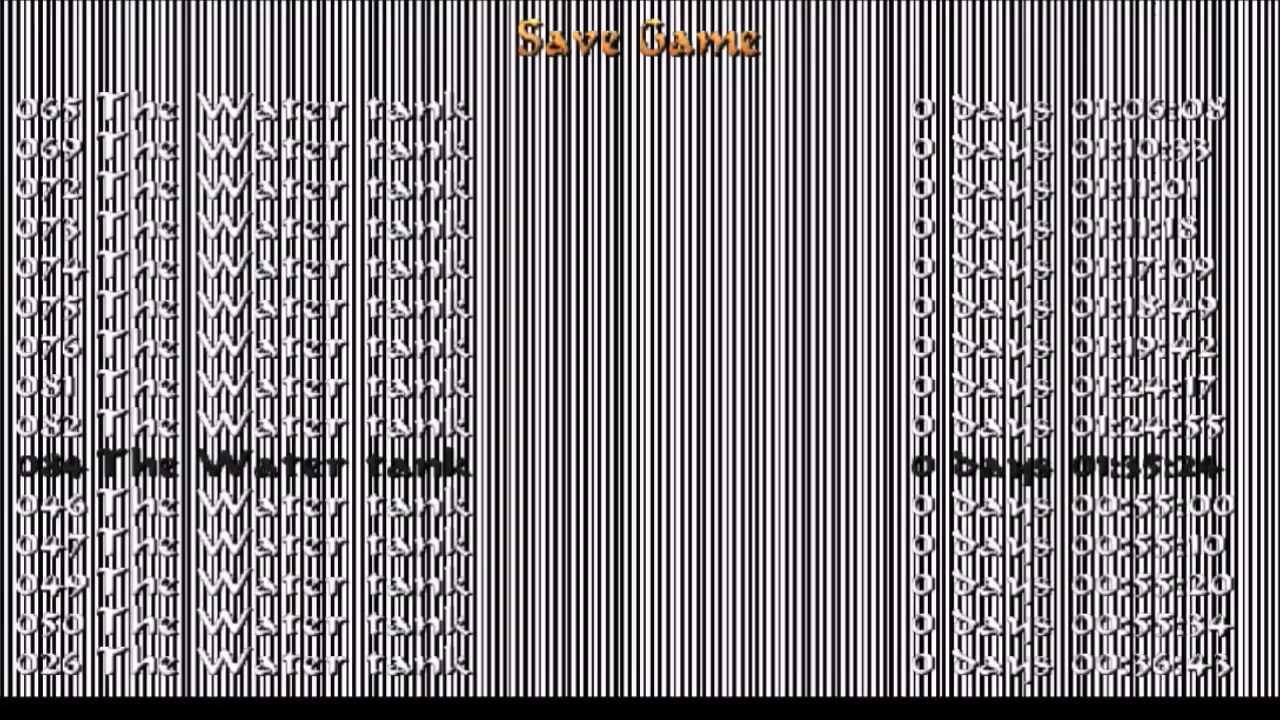 Save Game
065 The Water tank 0 Days 01:06:08
069 The Water tank 0 Days 01:10:33
072 The Water tank 0 Days 01:11:01
073 The Water tank 0 Days 01:11:18
074 The Water tank 0 Days 01:17:09
075 The Water tank 0 Days 01:18:49
076 The Water tank 0 Days 01:19:42
081 The Water tank 0 Days 01:24:17
082 The Water tank 0 Days 01:24:55
084 The Water tank 0 Days 01:35:24
046 The Water tank 0 Days 00:55:00
047 The Water tank 0 Days 00:55:10
049 The Water tank 0 Days 00:55:20
050 The Water tank 0 Days 00:55:34
026 The Water tank 0 Days 00:36:43